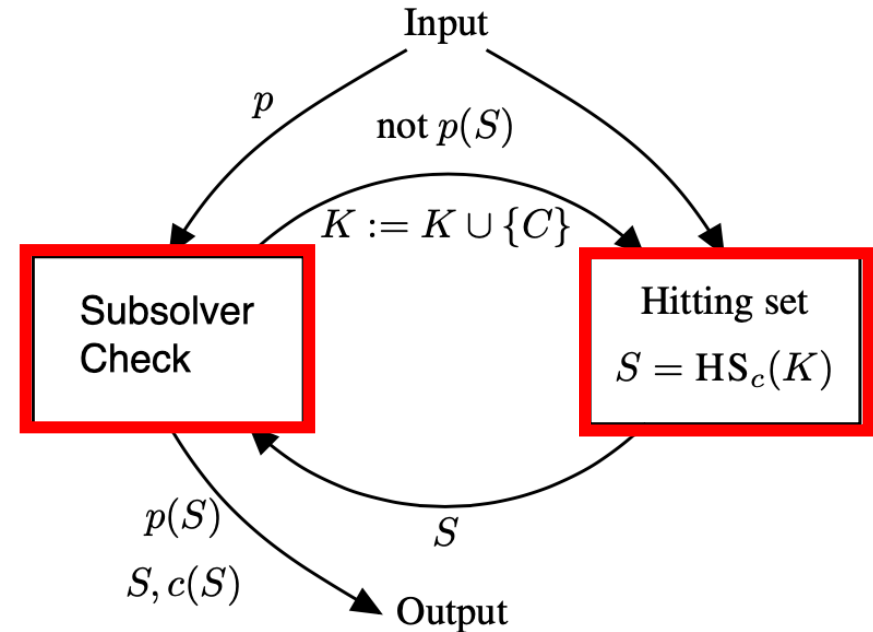 Input
p
not p(S)
K := K ∪ {C}
Subsolver
Check
Hitting set
S = HS_c(K)
S
p(S)
S, c(S)
Output